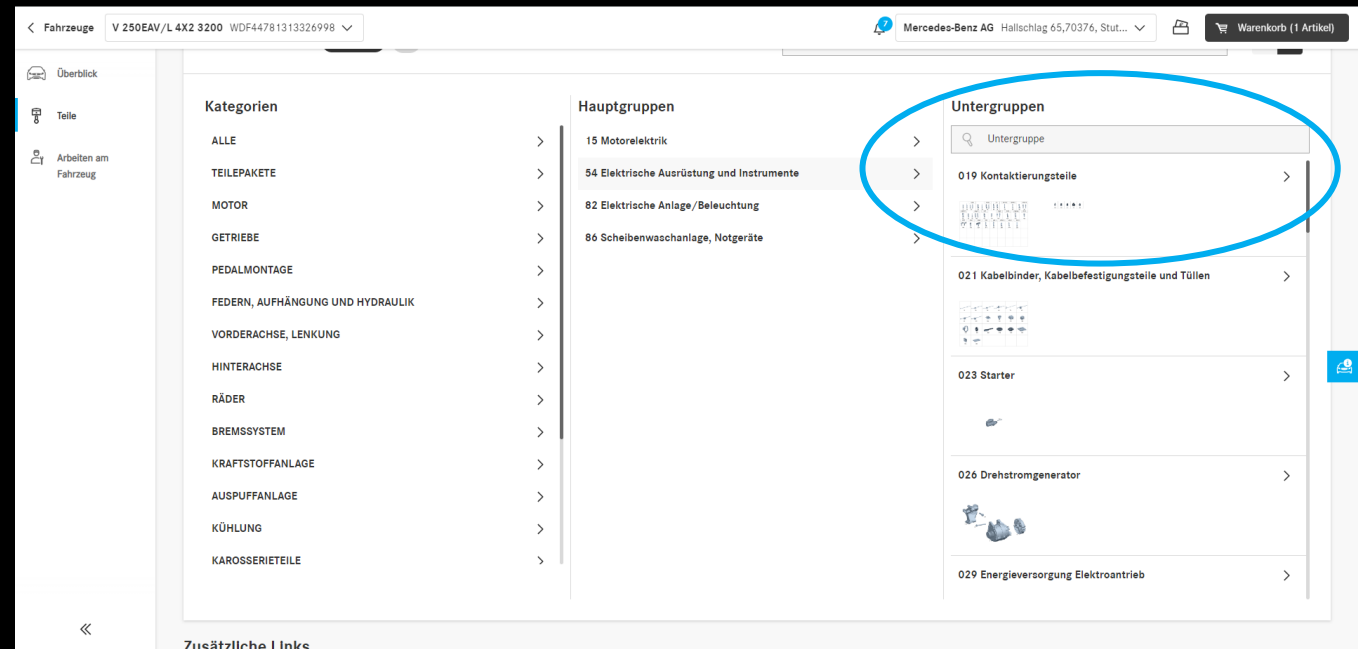 Fahrzeuge
V 250EAV/L 4X2 3200 WDF44781313326998
7
Mercedes-Benz AG Hallschlag 65,70376, Stut...
Warenkorb (1 Artikel)
Überblick
Teile
Arbeiten am
Fahrzeug
Kategorien
ALLE
TEILEPAKETE
MOTOR
GETRIEBE
PEDALMONTAGE
FEDERN, AUFHÄNGUNG UND HYDRAULIK
VORDERACHSE, LENKUNG
HINTERACHSE
RÄDER
BREMSSYSTEM
KRAFTSTOFFANLAGE
AUSPUFFANLAGE
KÜHLUNG
KAROSSERIETEILE
Hauptgruppen
15 Motorelektrik
54 Elektrische Ausrüstung und Instrumente
82 Elektrische Anlage/Beleuchtung
86 Scheibenwaschanlage, Notgeräte
Untergruppen
Untergruppe
019 Kontaktierungsteile
021 Kabelbinder, Kabelbefestigungsteile und Tüllen
023 Starter
026 Drehstromgenerator
029 Energieversorgung Elektroantrieb
Zusätzliche Links